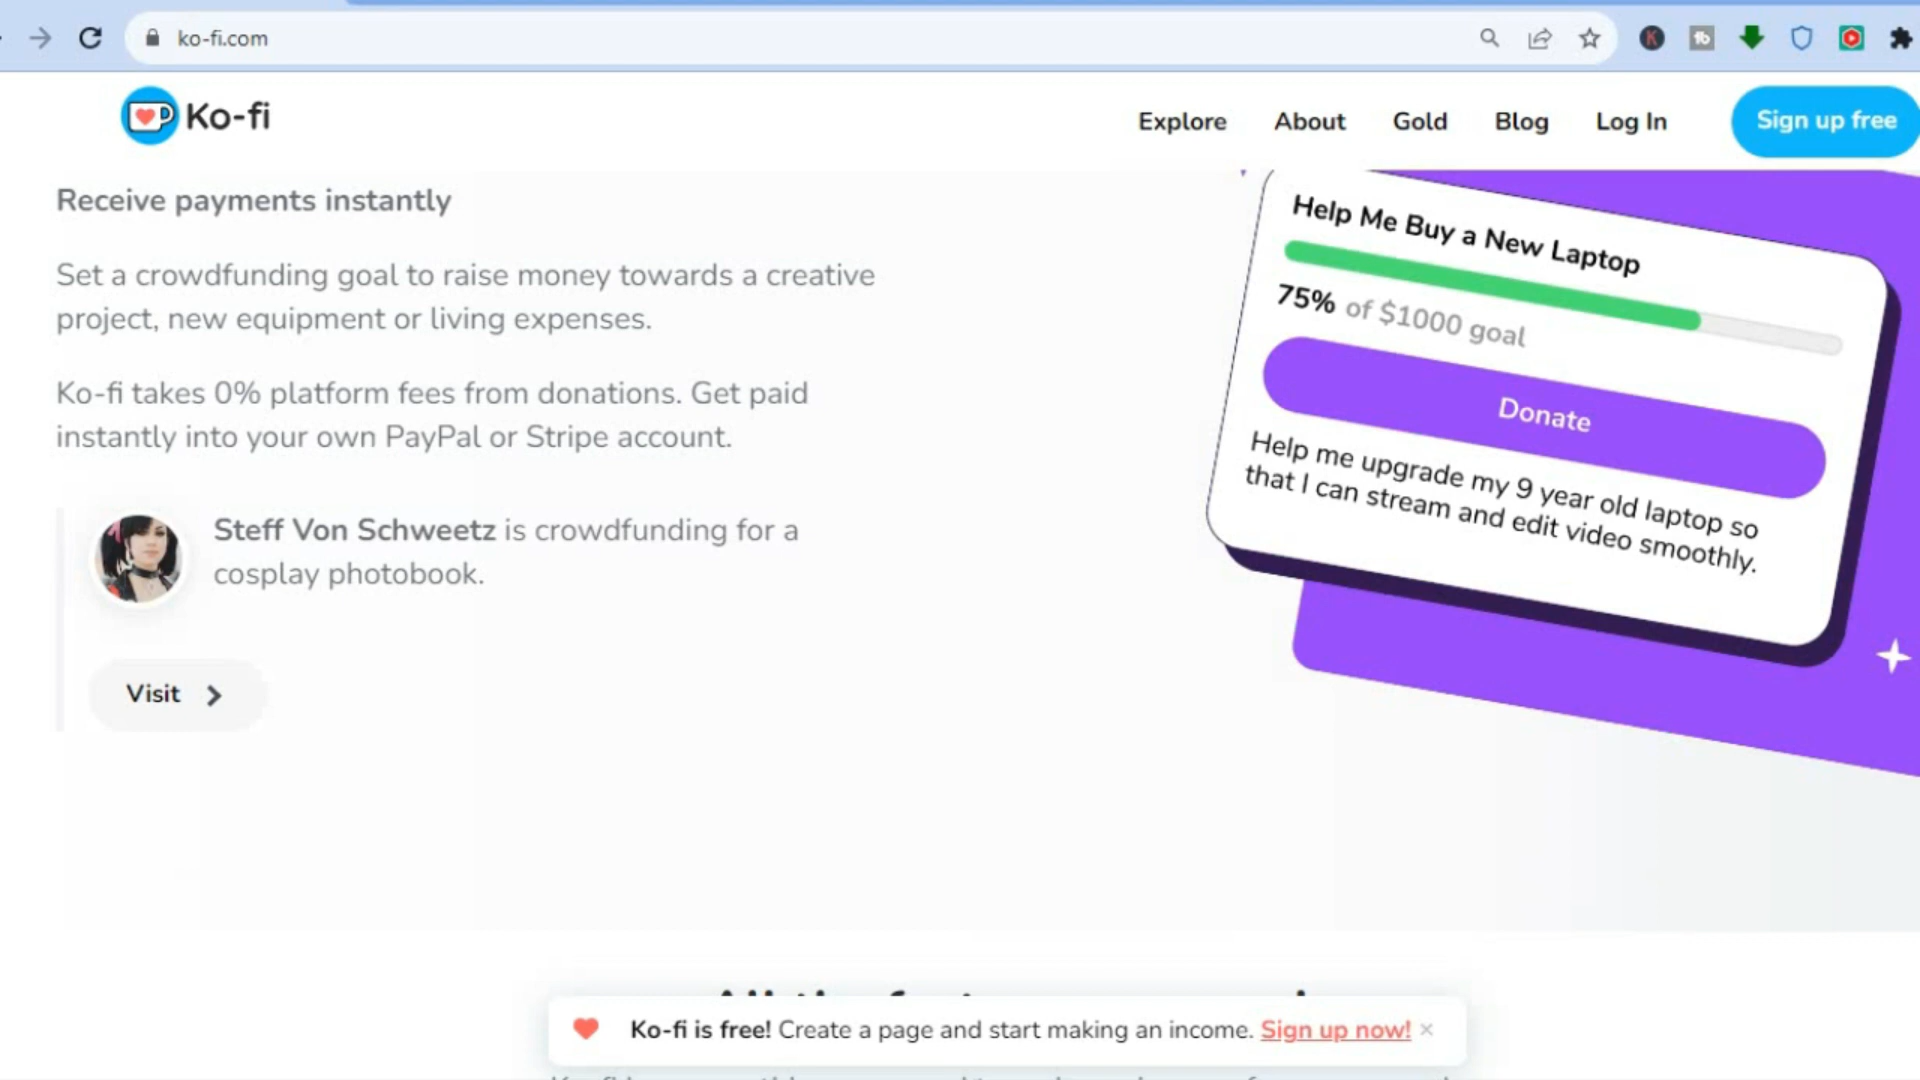 ko-fi.com
Ko-fi
Explore
About
Gold
Blog
Log In
Sign up free
Receive payments instantly
Set a crowdfunding goal to raise money towards a creative
project, new equipment or living expenses.
Ko-fi takes 0% platform fees from donations. Get paid
instantly into your own PayPal or Stripe account.
Steff Von Schweetz is crowdfunding for a
cosplay photobook.
Visit
Help Me Buy a New Laptop
75% of $1000 goal
Donate
Help me upgrade my 9 year old laptop so
that I can stream and edit video smoothly.
Ko-fi is free! Create a page and start making an income. Sign up now!